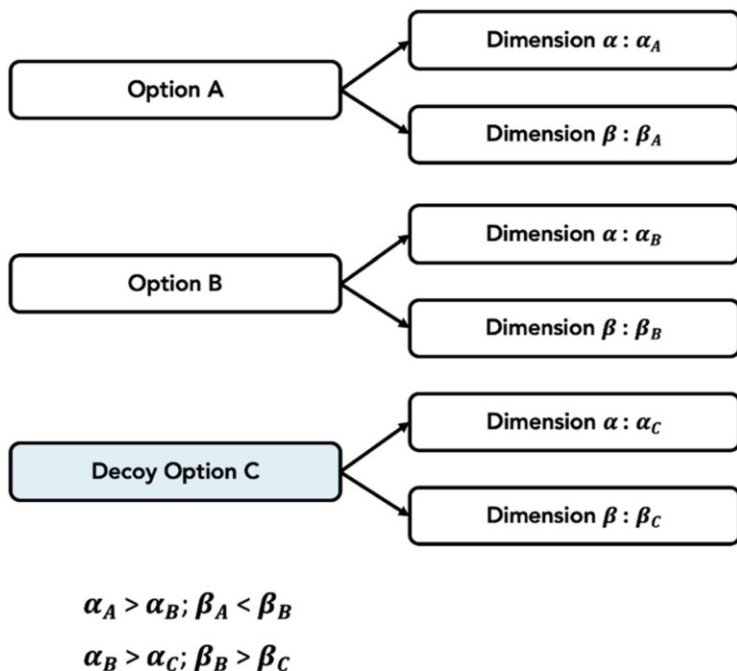 Dimension α : α_A
Option A
Dimension β : β_A
Dimension α : α_B
Option B
Dimension β : β_B
Dimension α : α_C
Decoy Option C
Dimension β : β_C
α_A > α_B; β_A < β_B
α_B > α_C; β_B > β_C